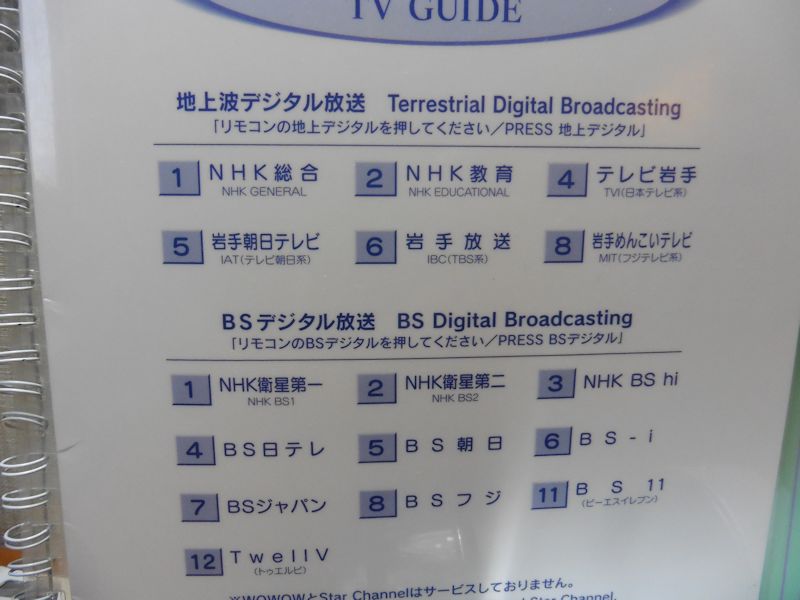 TV GUIDE
地上波デジタル放送 Terrestrial Digital Broadcasting
「リモコンの地上デジタルを押してください／PRESS 地上デジタル」
1 NHK総合 2 NHK教育 4 テレビ岩手
NHK GENERAL NHK EDUCATIONAL TVI(日本テレビ系)
5 岩手朝日テレビ 6 岩手放送 8 岩手めんこいテレビ
IAT(テレビ朝日系) IBC(TBS系) MIT(フジテレビ系)
BSデジタル放送 BS Digital Broadcasting
「リモコンのBSデジタルを押してください／PRESS BSデジタル」
1 NHK衛星第一 2 NHK衛星第二 3 NHK BS hi
NHK BS1 NHK BS2
4 BS日テレ 5 BS朝日 6 BS-i
7 BSジャパン 8 BSフジ 11 BS 11
(ビーエスイレブン)
12 TwellV
(トゥエルビ)
※WOWOWとStar Channelはサービスしておりません。
Star Channel.